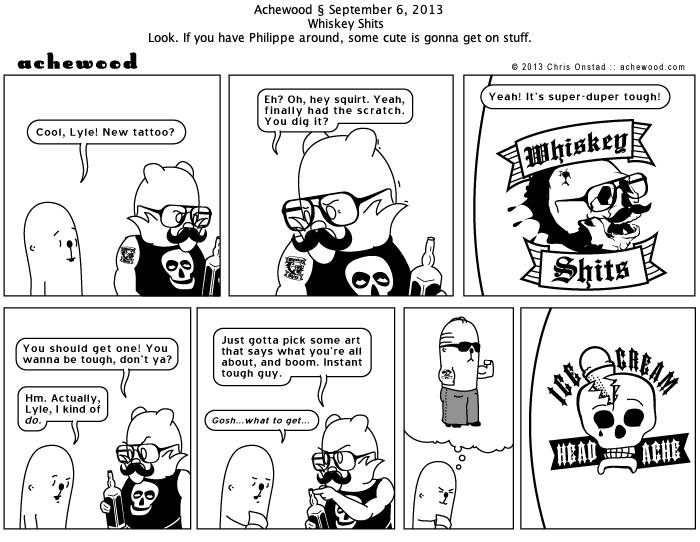 Achewood § September 6, 2013
Whiskey Shits
Look. If you have Philippe around, some cute is gonna get on stuff.
achewood
© 2013 Chris Onstad :: achewood.com
Cool, Lyle! New tattoo?
Eh? Oh, hey squirt. Yeah,
finally had the scratch.
You dig it?
Yeah! It's super-duper tough!
Whiskey
Shits
You should get one! You
wanna be tough, don't ya?
Hm. Actually,
Lyle, I kind of
do.
Just gotta pick some art
that says what you're all
about, and boom. Instant
tough guy.
Gosh...what to get...
ICE CREAM
HEAD ACHE